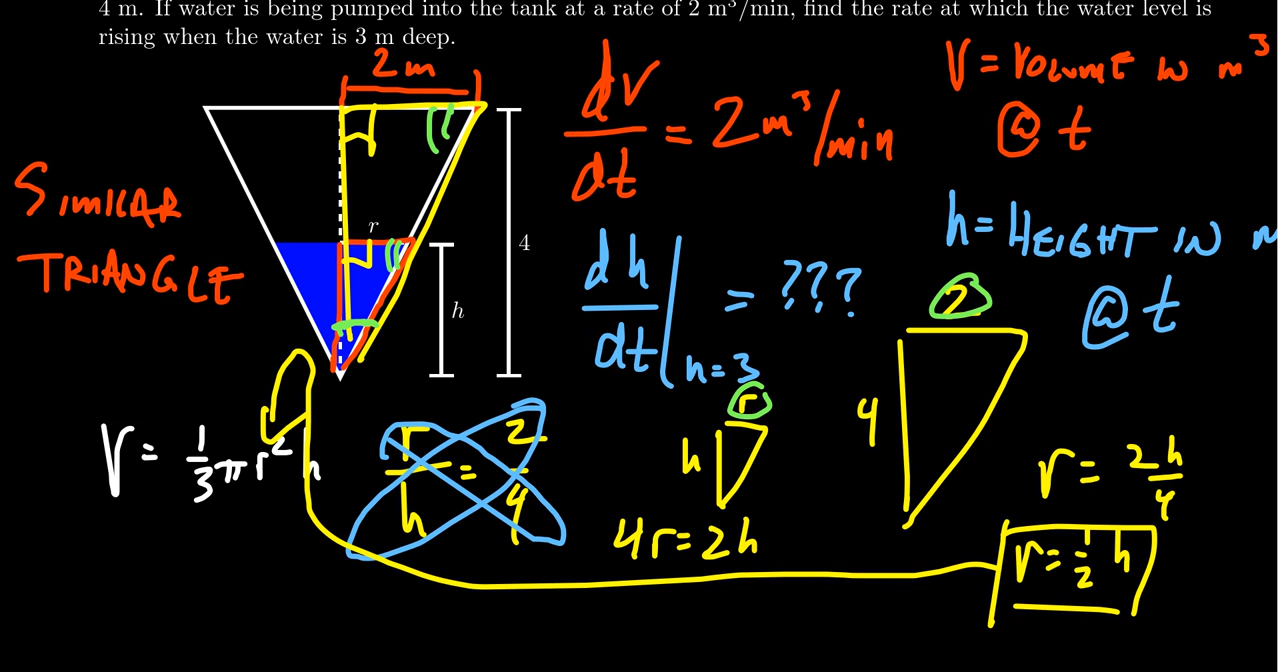 4 m. If water is being pumped into the tank at a rate of 2 m³/min, find the rate at which the water level is
rising when the water is 3 m deep.
2 m
dV/dt = 2 m³/min
V = VOLUME IN m³
@ t
SIMILAR
TRIANGLE
r
4
h
dh/dt | h=3 = ???
h = HEIGHT IN m
@ t
2
4
r
h
V = 1/3 π r² h
r/h = 2/4
4r = 2h
r = 2h/4
r = 1/2 h